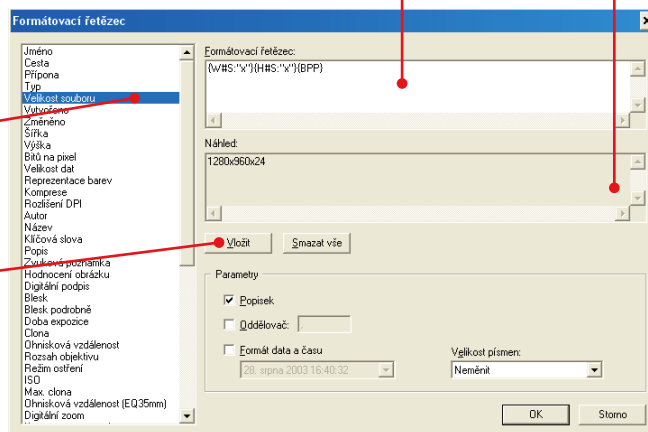 Formátovací řetězec
Jméno
Cesta
Přípona
Typ
Velikost souboru
Vytvořeno
Změněno
Šířka
Výška
Bitů na pixel
Velikost dat
Reprezentace barev
Komprese
Rozlišení DPI
Autor
Název
Klíčová slova
Popis
Zvuková poznámka
Hodnocení obrázku
Digitální podpis
Blesk
Blesk podrobně
Doba expozice
Clona
Ohnisková vzdálenost
Rozsah objektivu
Režim ostření
ISO
Max. clona
Ohnisková vzdálenost (EQ35mm)
Digitální zoom
Formátovací řetězec:
{W#S:"x"}{H#S:"x"}{BPP}
Náhled:
1280x960x24
Vložit
Smazat vše
Parametry
Popisek
Oddělovač:
Formát data a času
28. srpna 2003 16:40:32
Velikost písmen:
Neměnit
OK
Storno